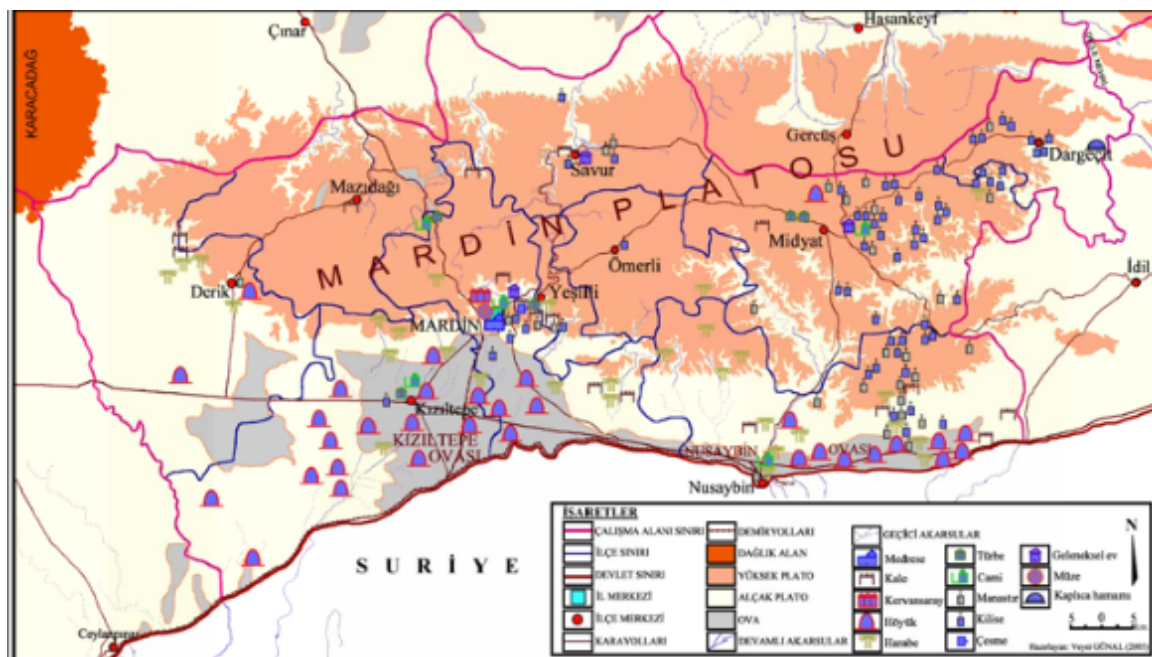 Hasankeyf
Çınar
KARACADAĞ
Gercüş
Dargeçit
Savur
Mazıdağı
MARDİN PLATOSU
Midyat
Ömerli
İdil
Derik
Yeşilli
MARDİN
Kızıltepe
KIZILTEPE
OVASI
NUSAYBİN
OVASI
Nusaybin
SURİYE
Ceylanpınar
İŞARETLER
ÇALIŞMA ALANI SINIRI
İLÇE SINIRI
DEVLET SINIRI
İL MERKEZİ
İLÇE MERKEZİ
KARAYOLLARI
DEMİRYOLLARI
DAĞLIK ALAN
YÜKSEK PLATO
ALÇAK PLATO
OVA
DEVAMLI AKARSULAR
GEÇİCİ AKARSULAR
Medrese
Kale
Kervansaray
Höyük
Harabe
Türbe
Cami
Manastır
Kilise
Çeşme
Geleneksel ev
Müze
Kaplıca hamamı
N
5 0 5
Hazırlayan: Veysi GÜNAL (2005)